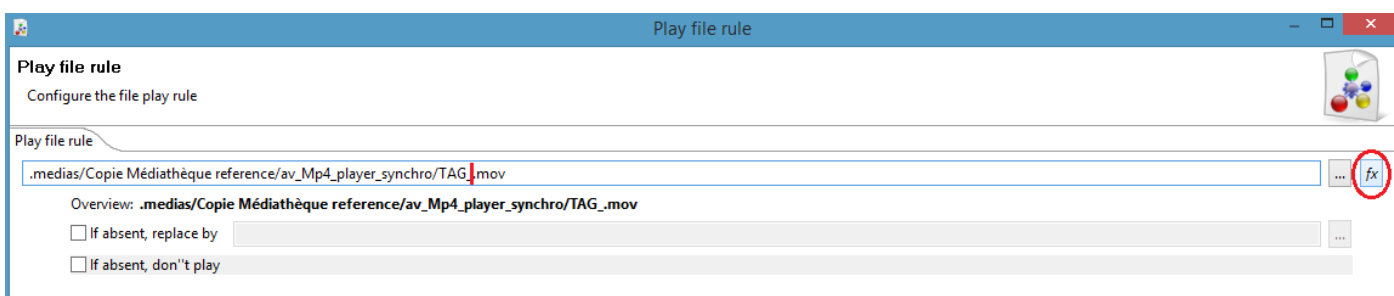 Play file rule
Play file rule
Configure the file play rule
Play file rule
.medias/Copie Médiathèque reference/av_Mp4_player_synchro/TAG_.mov ... fx
Overview: .medias/Copie Médiathèque reference/av_Mp4_player_synchro/TAG_.mov
If absent, replace by ...
If absent, don''t play